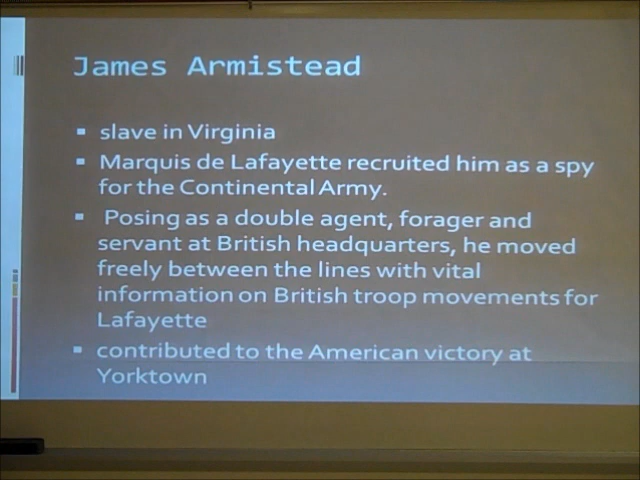 James Armistead
▪ slave in Virginia
▪ Marquis de Lafayette recruited him as a spy
for the Continental Army.
▪ Posing as a double agent, forager and
servant at British headquarters, he moved
freely between the lines with vital
information on British troop movements for
Lafayette
▪ contributed to the American victory at
Yorktown